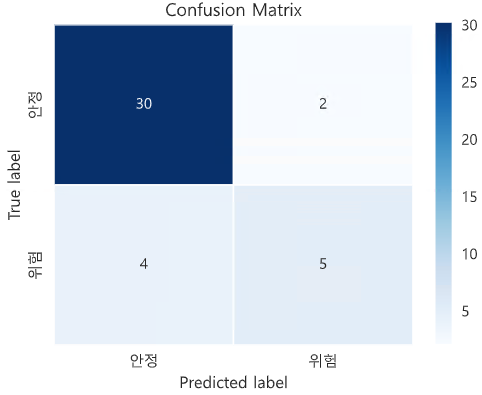 Confusion Matrix
안정
30
2
True label
위험
4
5
안정
위험
Predicted label
30
25
20
15
10
5